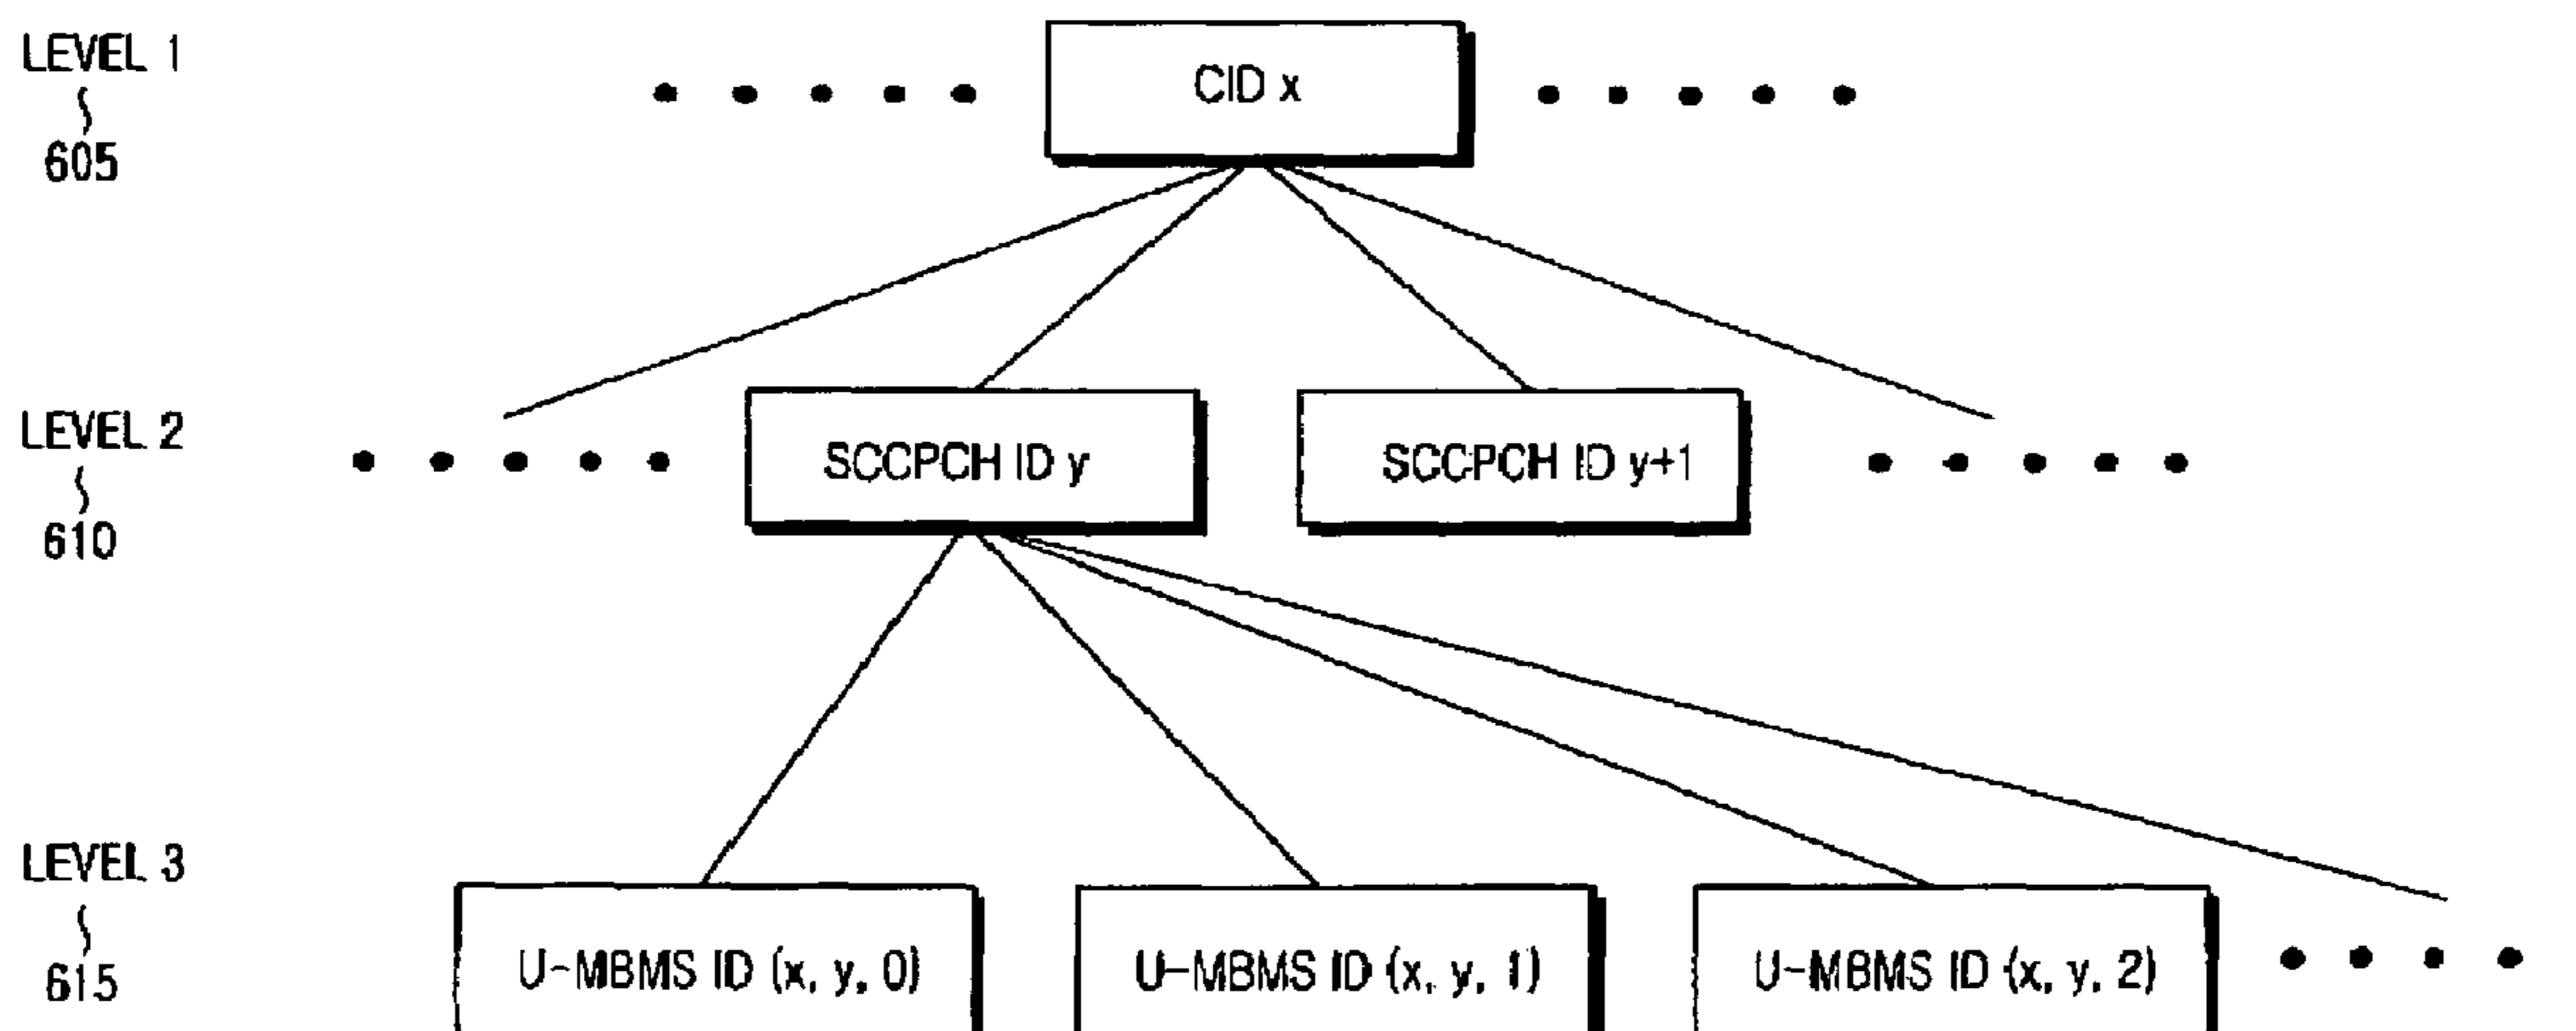 LEVEL 1
605
CID x
LEVEL 2
610
SCCPCH ID y
SCCPCH ID y+1
LEVEL 3
615
U-MBMS ID (x, y, 0)
U-MBMS ID (x, y, 1)
U-MBMS ID (x, y, 2)